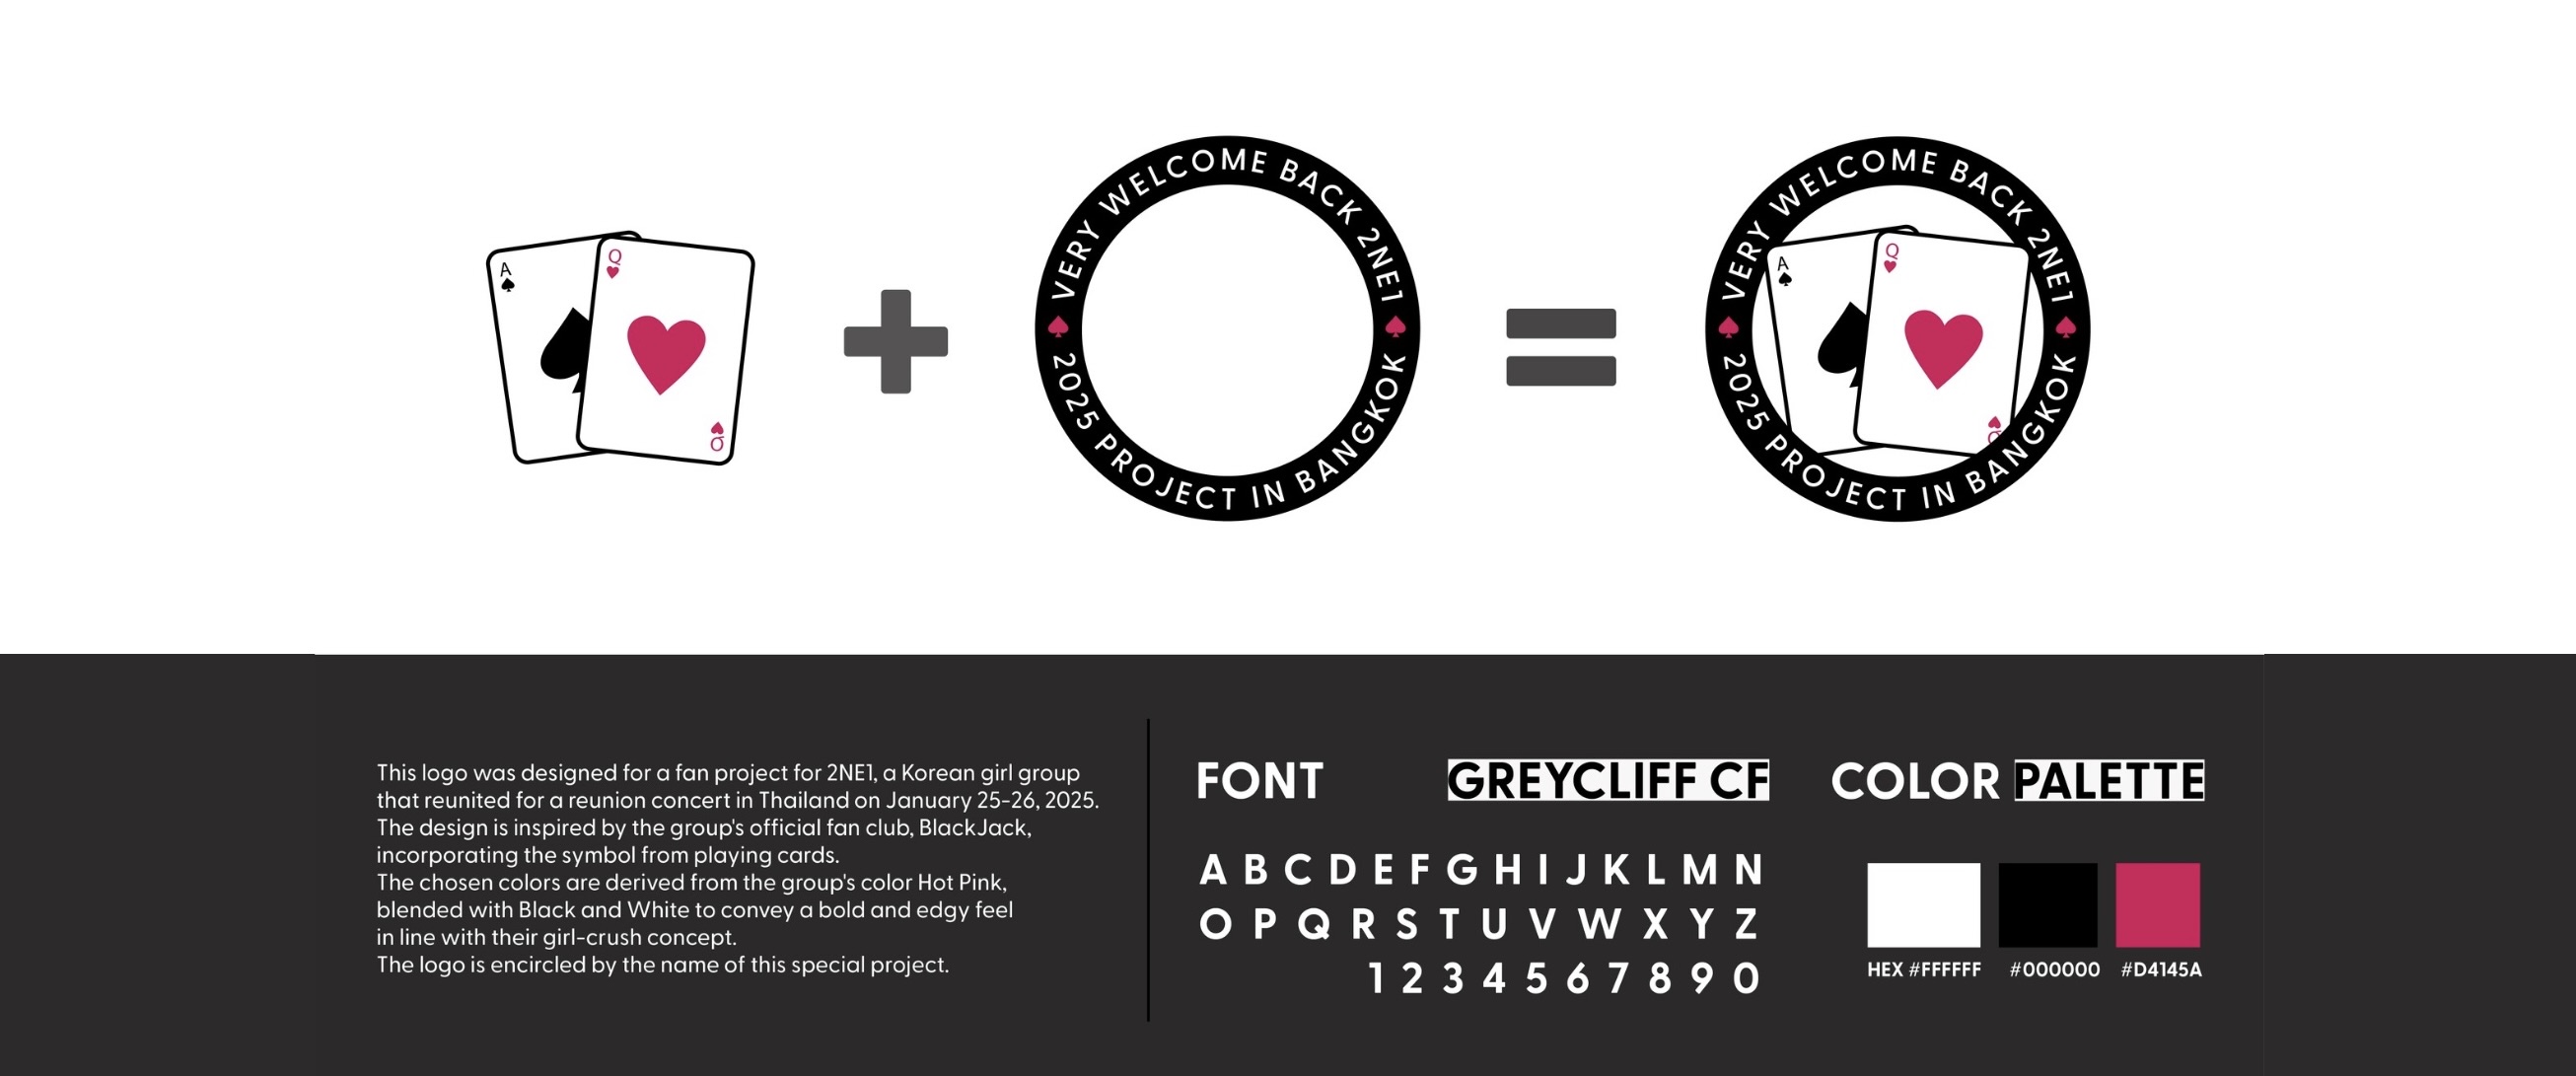 A
Q
Q
VERY WELCOME BACK 2NE1
2025 PROJECT IN BANGKOK
VERY WELCOME BACK 2NE1
2025 PROJECT IN BANGKOK
A
Q
Q
This logo was designed for a fan project for 2NE1, a Korean girl group
that reunited for a reunion concert in Thailand on January 25-26, 2025.
The design is inspired by the group's official fan club, BlackJack,
incorporating the symbol from playing cards.
The chosen colors are derived from the group's color Hot Pink,
blended with Black and White to convey a bold and edgy feel
in line with their girl-crush concept.
The logo is encircled by the name of this special project.
FONT GREYCLIFF CF
A B C D E F G H I J K L M N
O P Q R S T U V W X Y Z
1 2 3 4 5 6 7 8 9 0
COLOR PALETTE
HEX #FFFFFF #000000 #D4145A